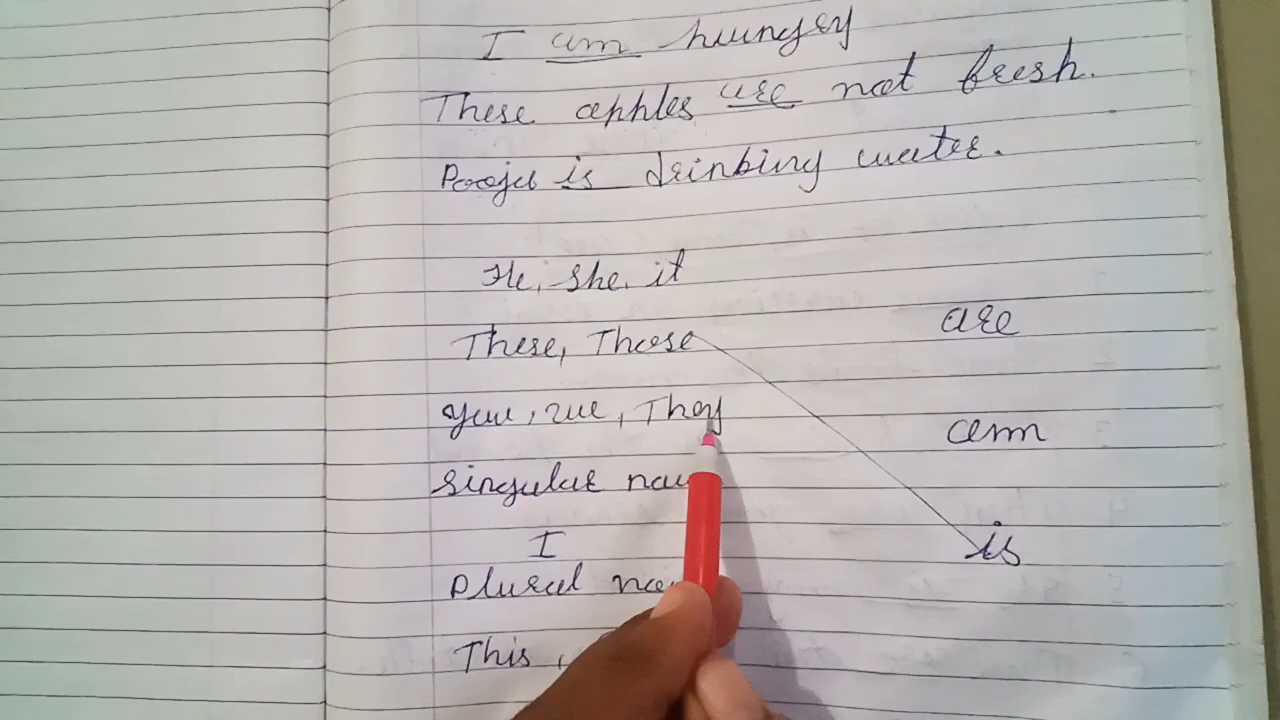 I am hungry
These apples are not fresh.
Pooja is drinking water.
He, she, it
These, Those
are
you, we, They
am
singular
I
is
Plural
This,